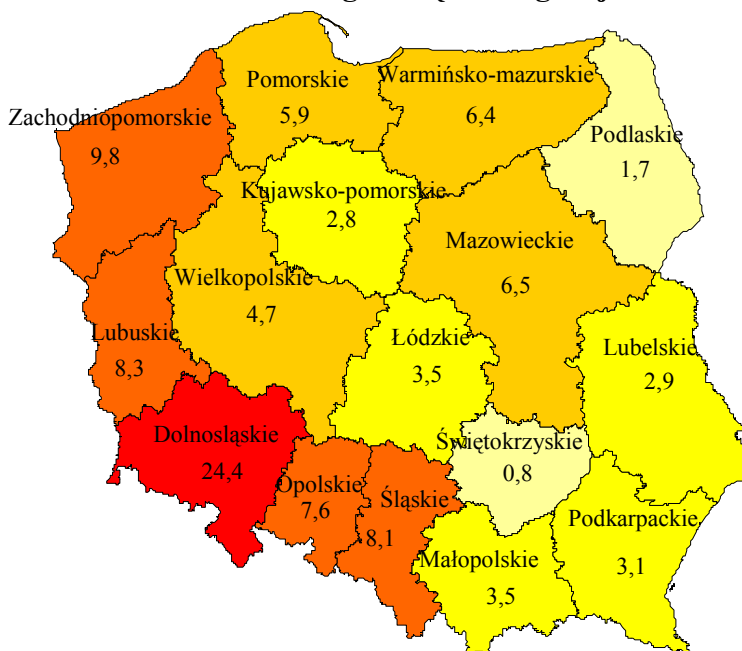 Pomorskie
5,9
Warmińsko-mazurskie
6,4
Zachodniopomorskie
9,8
Podlaskie
1,7
Kujawsko-pomorskie
2,8
Mazowieckie
6,5
Wielkopolskie
4,7
Lubuskie
8,3
Łódzkie
3,5
Lubelskie
2,9
Dolnośląskie
24,4
Świętokrzyskie
0,8
Opolskie
7,6
Śląskie
8,1
Podkarpackie
3,1
Małopolskie
3,5